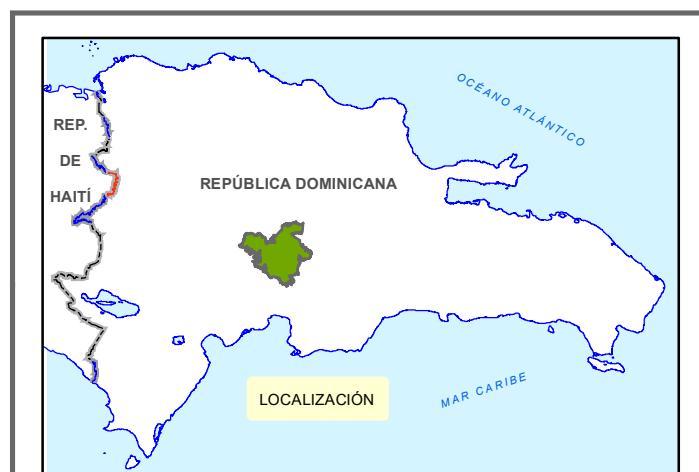 OCÉANO ATLÁNTICO
REP.
DE
HAITÍ
REPÚBLICA DOMINICANA
LOCALIZACIÓN
MAR CARIBE